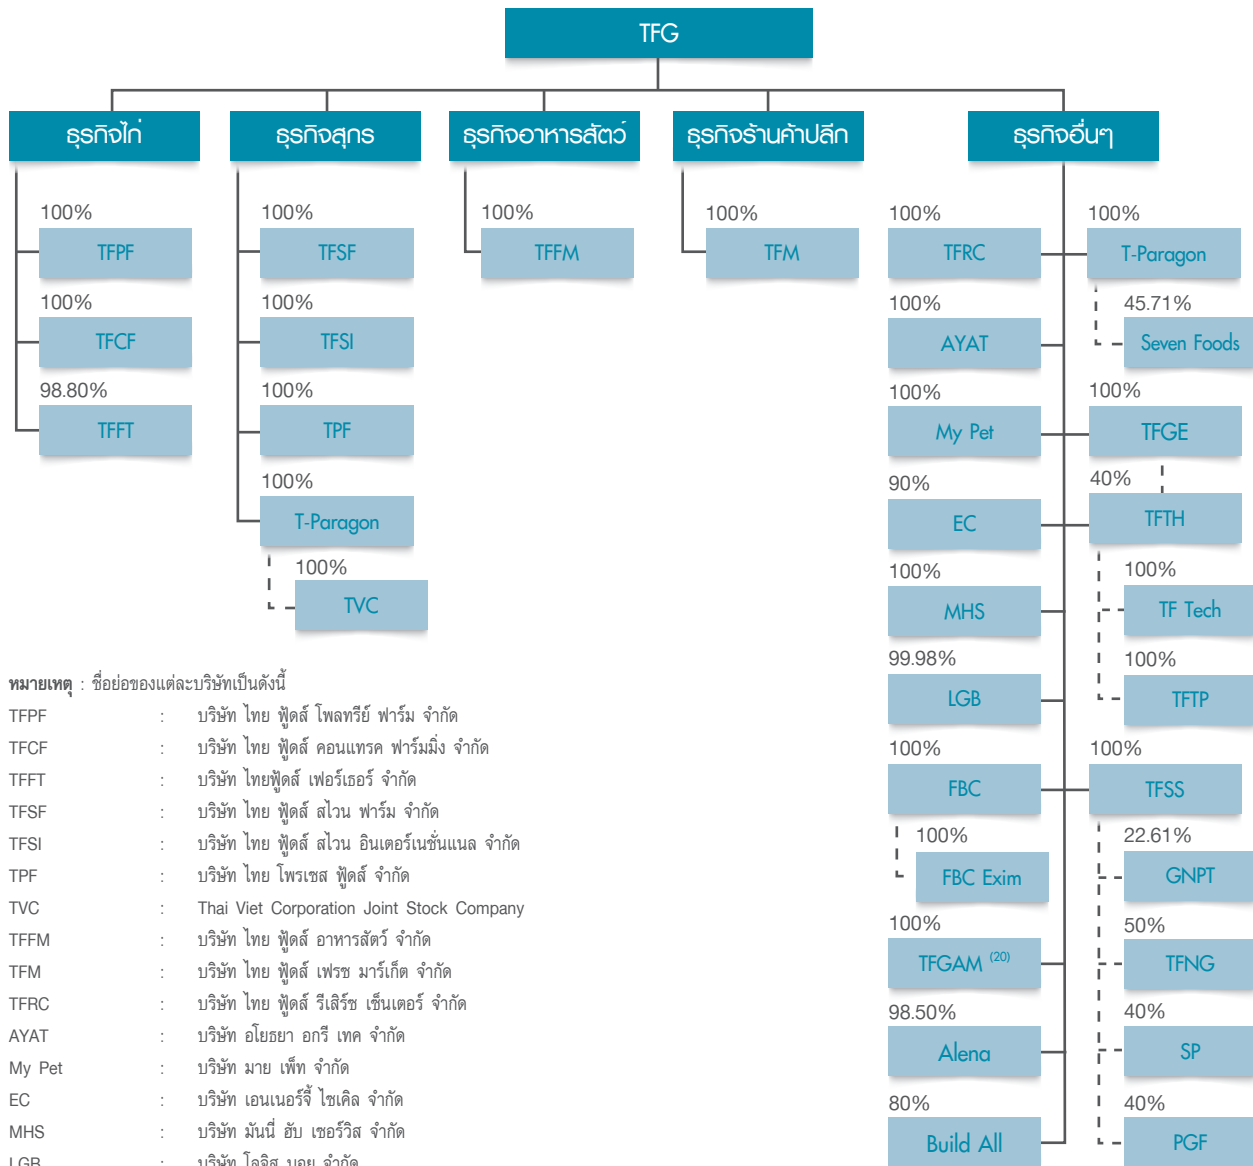 TFG
ธุรกิจไก่
ธุรกิจสุกร
ธุรกิจอาหารสัตว์
ธุรกิจร้านค้าปลีก
ธุรกิจอื่นๆ
100%
TFPF
100%
TFCF
98.80%
TFFT
100%
TFSF
100%
TFSI
100%
TPF
100%
T-Paragon
100%
TVC
100%
TFFM
100%
TFM
100%
TFRC
100%
AYAT
100%
My Pet
90%
EC
100%
MHS
99.98%
LGB
100%
FBC
100%
FBC Exim
100%
TFGAM (20)
98.50%
Alena
80%
Build All
100%
T-Paragon
45.71%
Seven Foods
100%
TFGE
40%
TFTH
100%
TF Tech
100%
TFTP
100%
TFSS
22.61%
GNPT
50%
TFNG
40%
SP
40%
PGF
หมายเหตุ : ชื่อย่อของแต่ละบริษัทเป็นดังนี้
TFPF : บริษัท ไทย ฟู้ดส์ โพลทรีย์ ฟาร์ม จำกัด
TFCF : บริษัท ไทย ฟู้ดส์ คอนแทรค ฟาร์มมิ่ง จำกัด
TFFT : บริษัท ไทยฟู้ดส์ เฟอร์เธอร์ จำกัด
TFSF : บริษัท ไทย ฟู้ดส์ สไวน ฟาร์ม จำกัด
TFSI : บริษัท ไทย ฟู้ดส์ สไวน อินเตอร์เนชั่นแนล จำกัด
TPF : บริษัท ไทย โพรเซส ฟู้ดส์ จำกัด
TVC : Thai Viet Corporation Joint Stock Company
TFFM : บริษัท ไทย ฟู้ดส์ อาหารสัตว์ จำกัด
TFM : บริษัท ไทย ฟู้ดส์ เฟรช มาร์เก็ต จำกัด
TFRC : บริษัท ไทย ฟู้ดส์ รีเสิร์ช เซ็นเตอร์ จำกัด
AYAT : บริษัท อโยธยา อกรี เทค จำกัด
My Pet : บริษัท มาย เพ็ท จำกัด
EC : บริษัท เอนเนอร์จี้ ไซเคิล จำกัด
MHS : บริษัท มันนี่ ฮับ เซอร์วิส จำกัด
LGB : บริษัท โลจิส บอย จำกัด